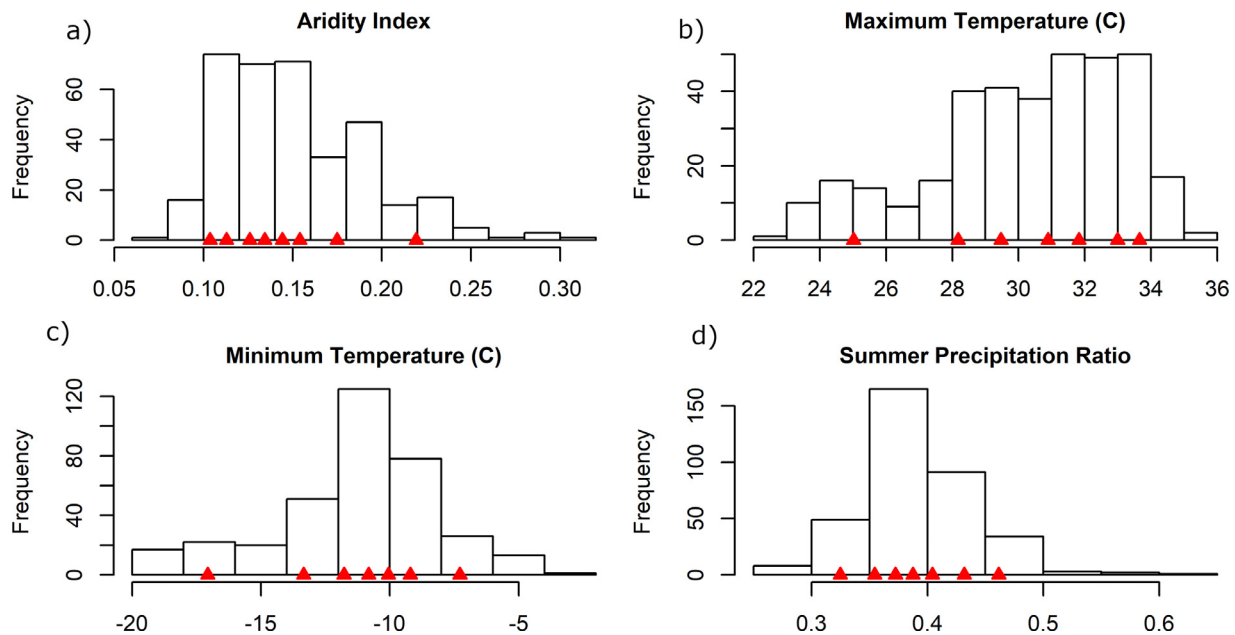 a)
Aridity Index
Frequency
0 20 40 60
0.05 0.10 0.15 0.20 0.25 0.30
b)
Maximum Temperature (C)
Frequency
0 20 40
22 24 26 28 30 32 34 36
c)
Minimum Temperature (C)
Frequency
0 40 80 120
-20 -15 -10 -5
d)
Summer Precipitation Ratio
Frequency
0 50 100 150
0.3 0.4 0.5 0.6